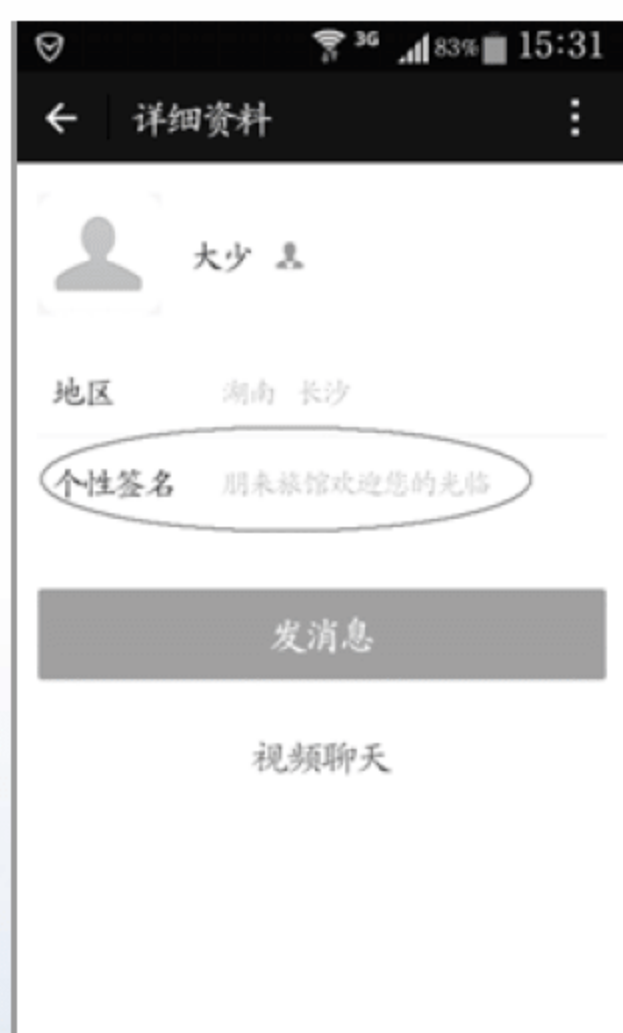 3G 83% 15:31
详细资料
大少
地区 湖南 长沙
个性签名 朋来旅馆欢迎您的光临
发消息
视频聊天